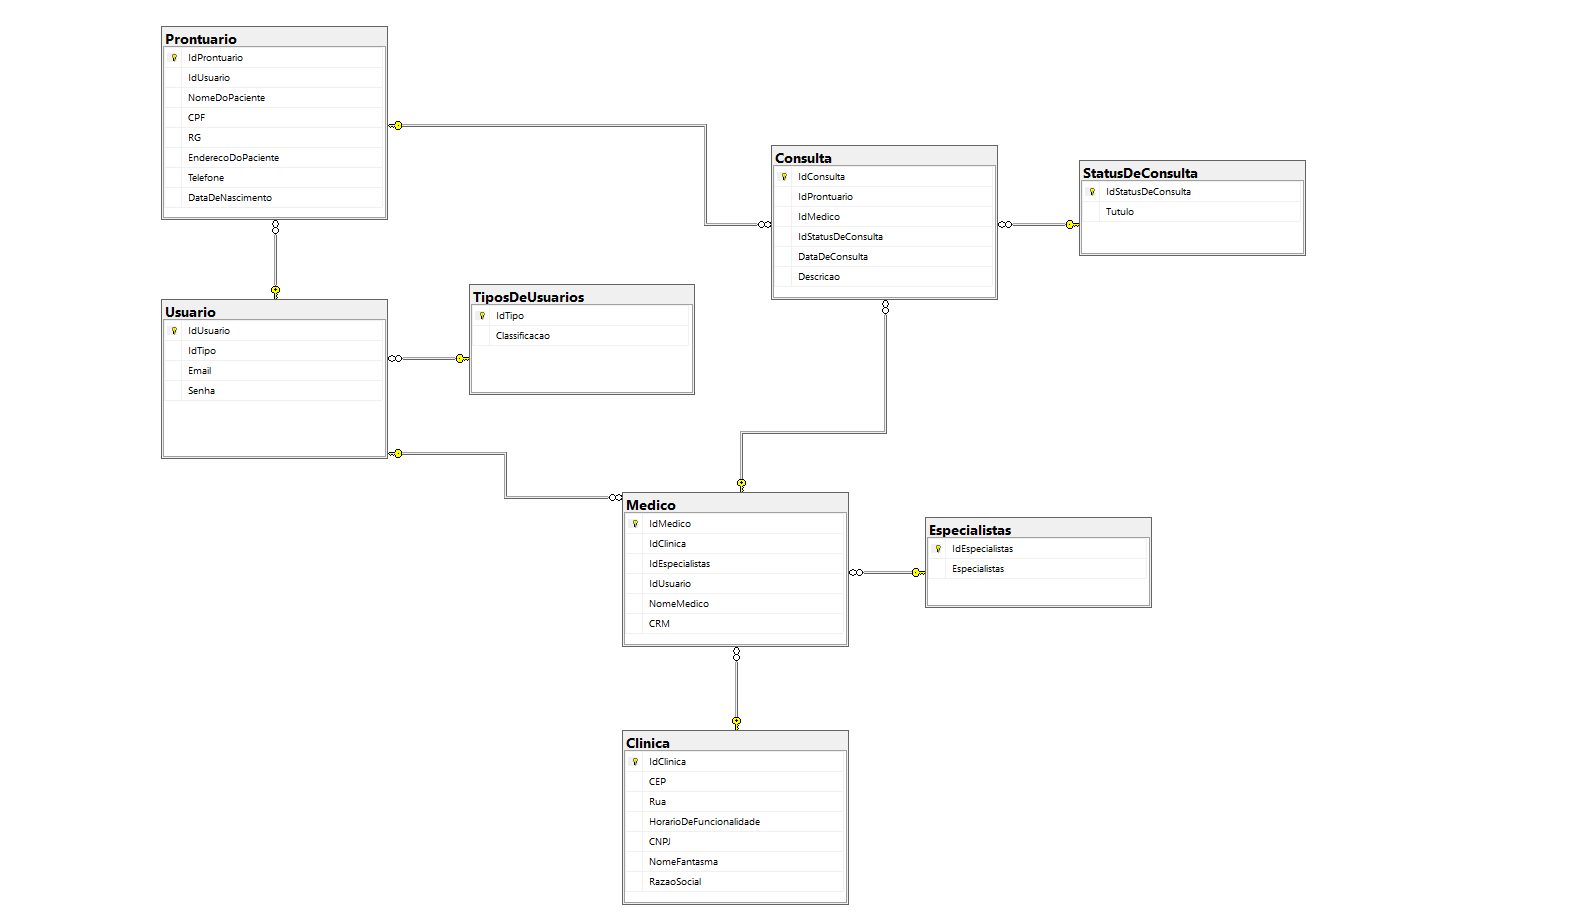 Prontuario
IdProntuario
IdUsuario
NomeDoPaciente
CPF
RG
EnderecoDoPaciente
Telefone
DataDeNascimento
Consulta
IdConsulta
IdProntuario
IdMedico
IdStatusDeConsulta
DataDeConsulta
Descricao
StatusDeConsulta
IdStatusDeConsulta
Tutulo
Usuario
IdUsuario
IdTipo
Email
Senha
TiposDeUsuarios
IdTipo
Classificacao
Medico
IdMedico
IdClinica
IdEspecialistas
IdUsuario
NomeMedico
CRM
Especialistas
IdEspecialistas
Especialistas
Clinica
IdClinica
CEP
Rua
HorarioDeFuncionalidade
CNPJ
NomeFantasma
RazaoSocial